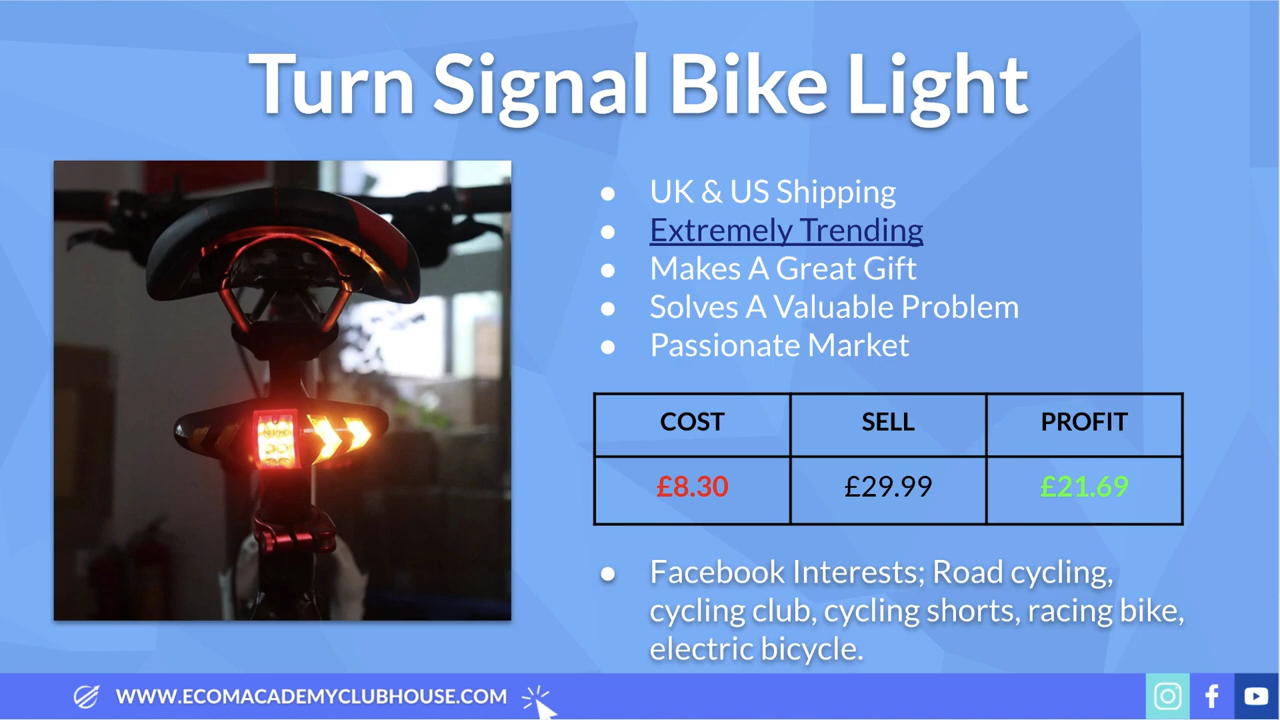 Turn Signal Bike Light
● UK & US Shipping
● Extremely Trending
● Makes A Great Gift
● Solves A Valuable Problem
● Passionate Market
COST SELL PROFIT
£8.30 £29.99 £21.69
● Facebook Interests; Road cycling,
cycling club, cycling shorts, racing bike,
electric bicycle.
WWW.ECOMACADEMYCLUBHOUSE.COM